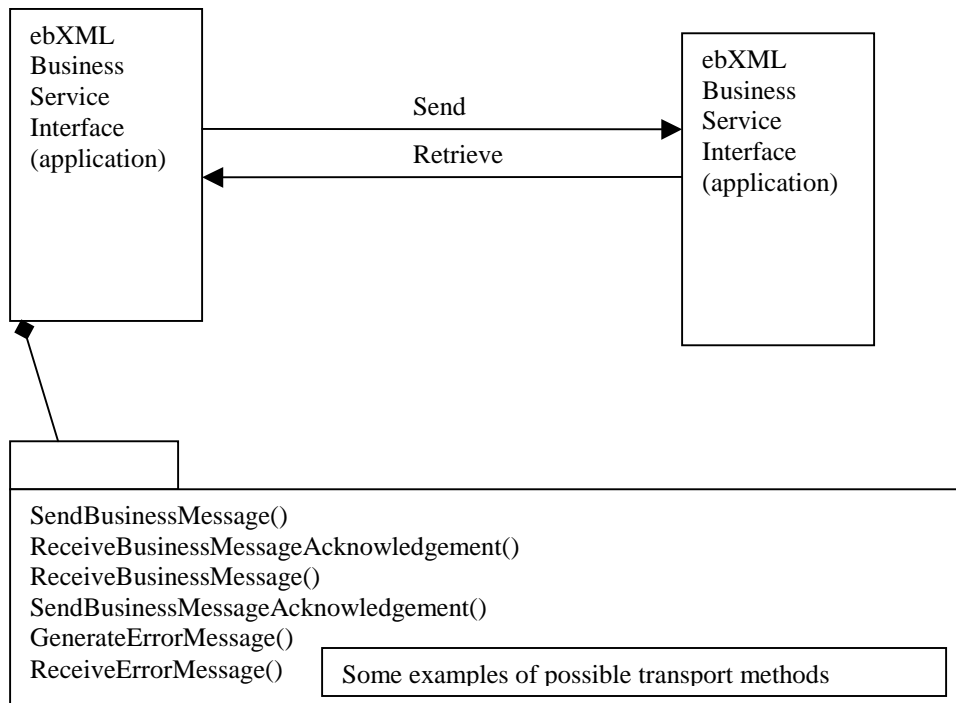 ebXML
Business
Service
Interface
(application)
Send
Retrieve
ebXML
Business
Service
Interface
(application)
SendBusinessMessage()
ReceiveBusinessMessageAcknowledgement()
ReceiveBusinessMessage()
SendBusinessMessageAcknowledgement()
GenerateErrorMessage()
ReceiveErrorMessage()
Some examples of possible transport methods